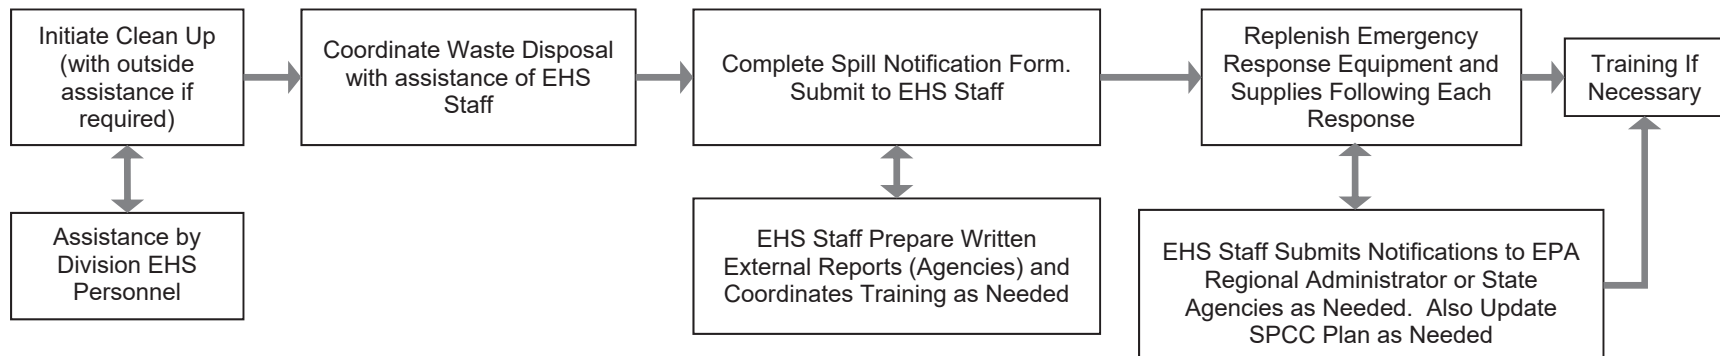 Initiate Clean Up
(with outside
assistance if
required)
Coordinate Waste Disposal
with assistance of EHS
Staff
Complete Spill Notification Form.
Submit to EHS Staff
Replenish Emergency
Response Equipment and
Supplies Following Each
Response
Training If
Necessary
Assistance by
Division EHS
Personnel
EHS Staff Prepare Written
External Reports (Agencies) and
Coordinates Training as Needed
EHS Staff Submits Notifications to EPA
Regional Administrator or State
Agencies as Needed.  Also Update
SPCC Plan as Needed